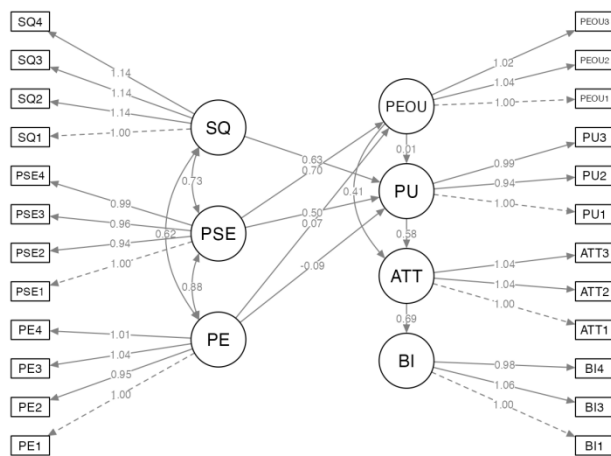 SQ4
SQ3
SQ2
SQ1
PSE4
PSE3
PSE2
PSE1
PE4
PE3
PE2
PE1
1.14
1.14
1.14
1.00
0.99
0.96
0.94
1.00
1.01
1.04
0.95
1.00
SQ
PSE
PE
0.73
0.62
0.63
0.70
0.50
0.07
-0.09
PEOU
PU
ATT
BI
0.41
0.58
0.69
1.02
1.04
1.00
0.99
0.94
1.00
1.04
1.04
1.00
0.98
1.06
1.00
PEOU3
PEOU2
PEOU1
PU3
PU2
PU1
ATT3
ATT2
ATT1
BI4
BI3
BI1